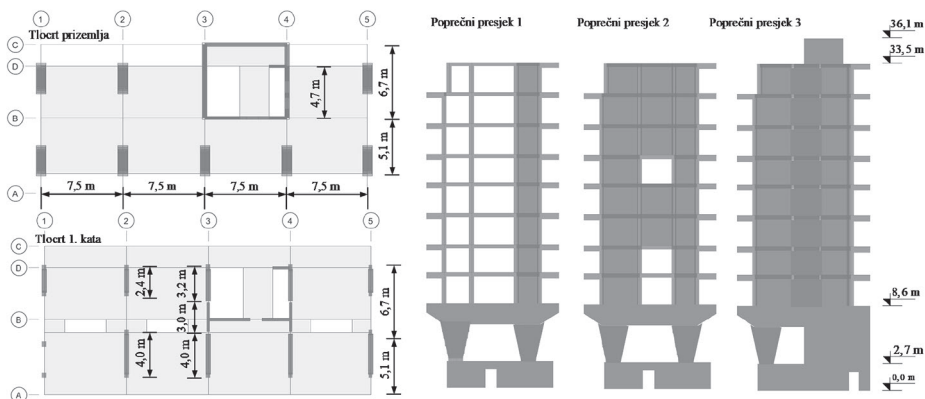 1 2 3 4 5
Tlocrt prizemlja
C
D
B
A
4,7 m
6,7 m
5,1 m
7,5 m 7,5 m 7,5 m 7,5 m
1 2 3 4 5
Tlocrt 1. kata
C
D
B
A
2,4 m
3,2 m
3,0 m
4,0 m
4,0 m
6,7 m
5,1 m
Poprečni presjek 1
Poprečni presjek 2
Poprečni presjek 3
36,1 m
33,5 m
8,6 m
2,7 m
0,0 m